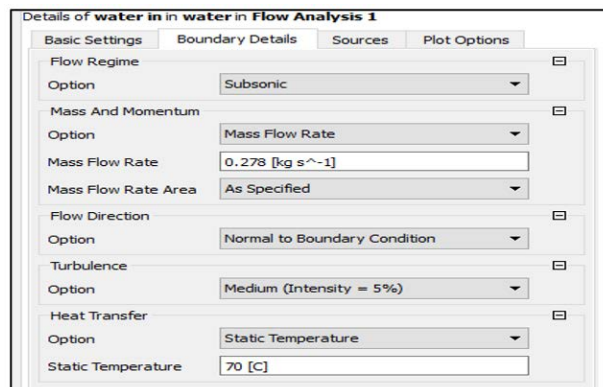 Details of water in in water in Flow Analysis 1
Basic Settings Boundary Details Sources Plot Options
Flow Regime
Option Subsonic
Mass And Momentum
Option Mass Flow Rate
Mass Flow Rate 0.278 [kg s^-1]
Mass Flow Rate Area As Specified
Flow Direction
Option Normal to Boundary Condition
Turbulence
Option Medium (Intensity = 5%)
Heat Transfer
Option Static Temperature
Static Temperature 70 [C]